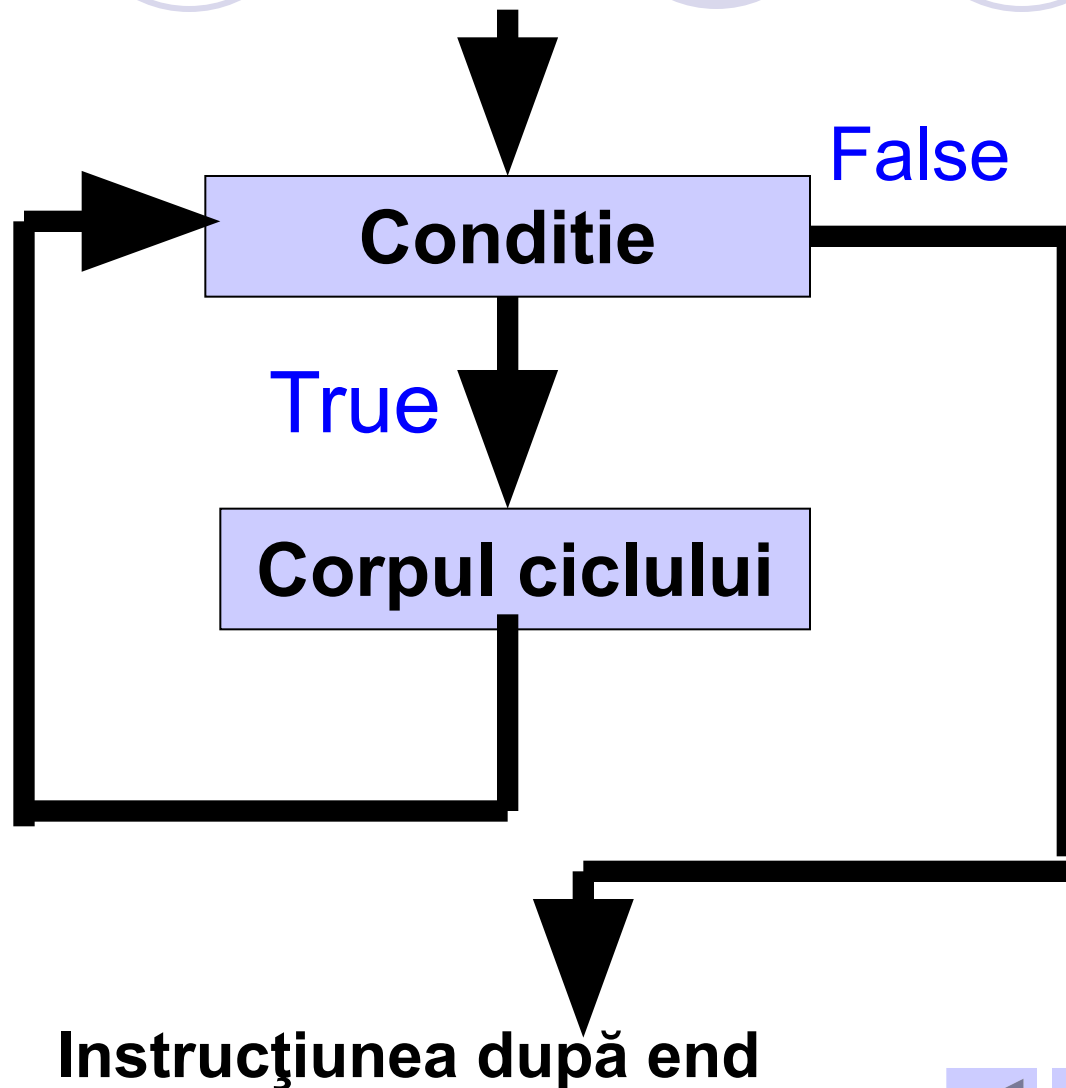 False
Conditie
True
Corpul ciclului
Instrucţiunea după end